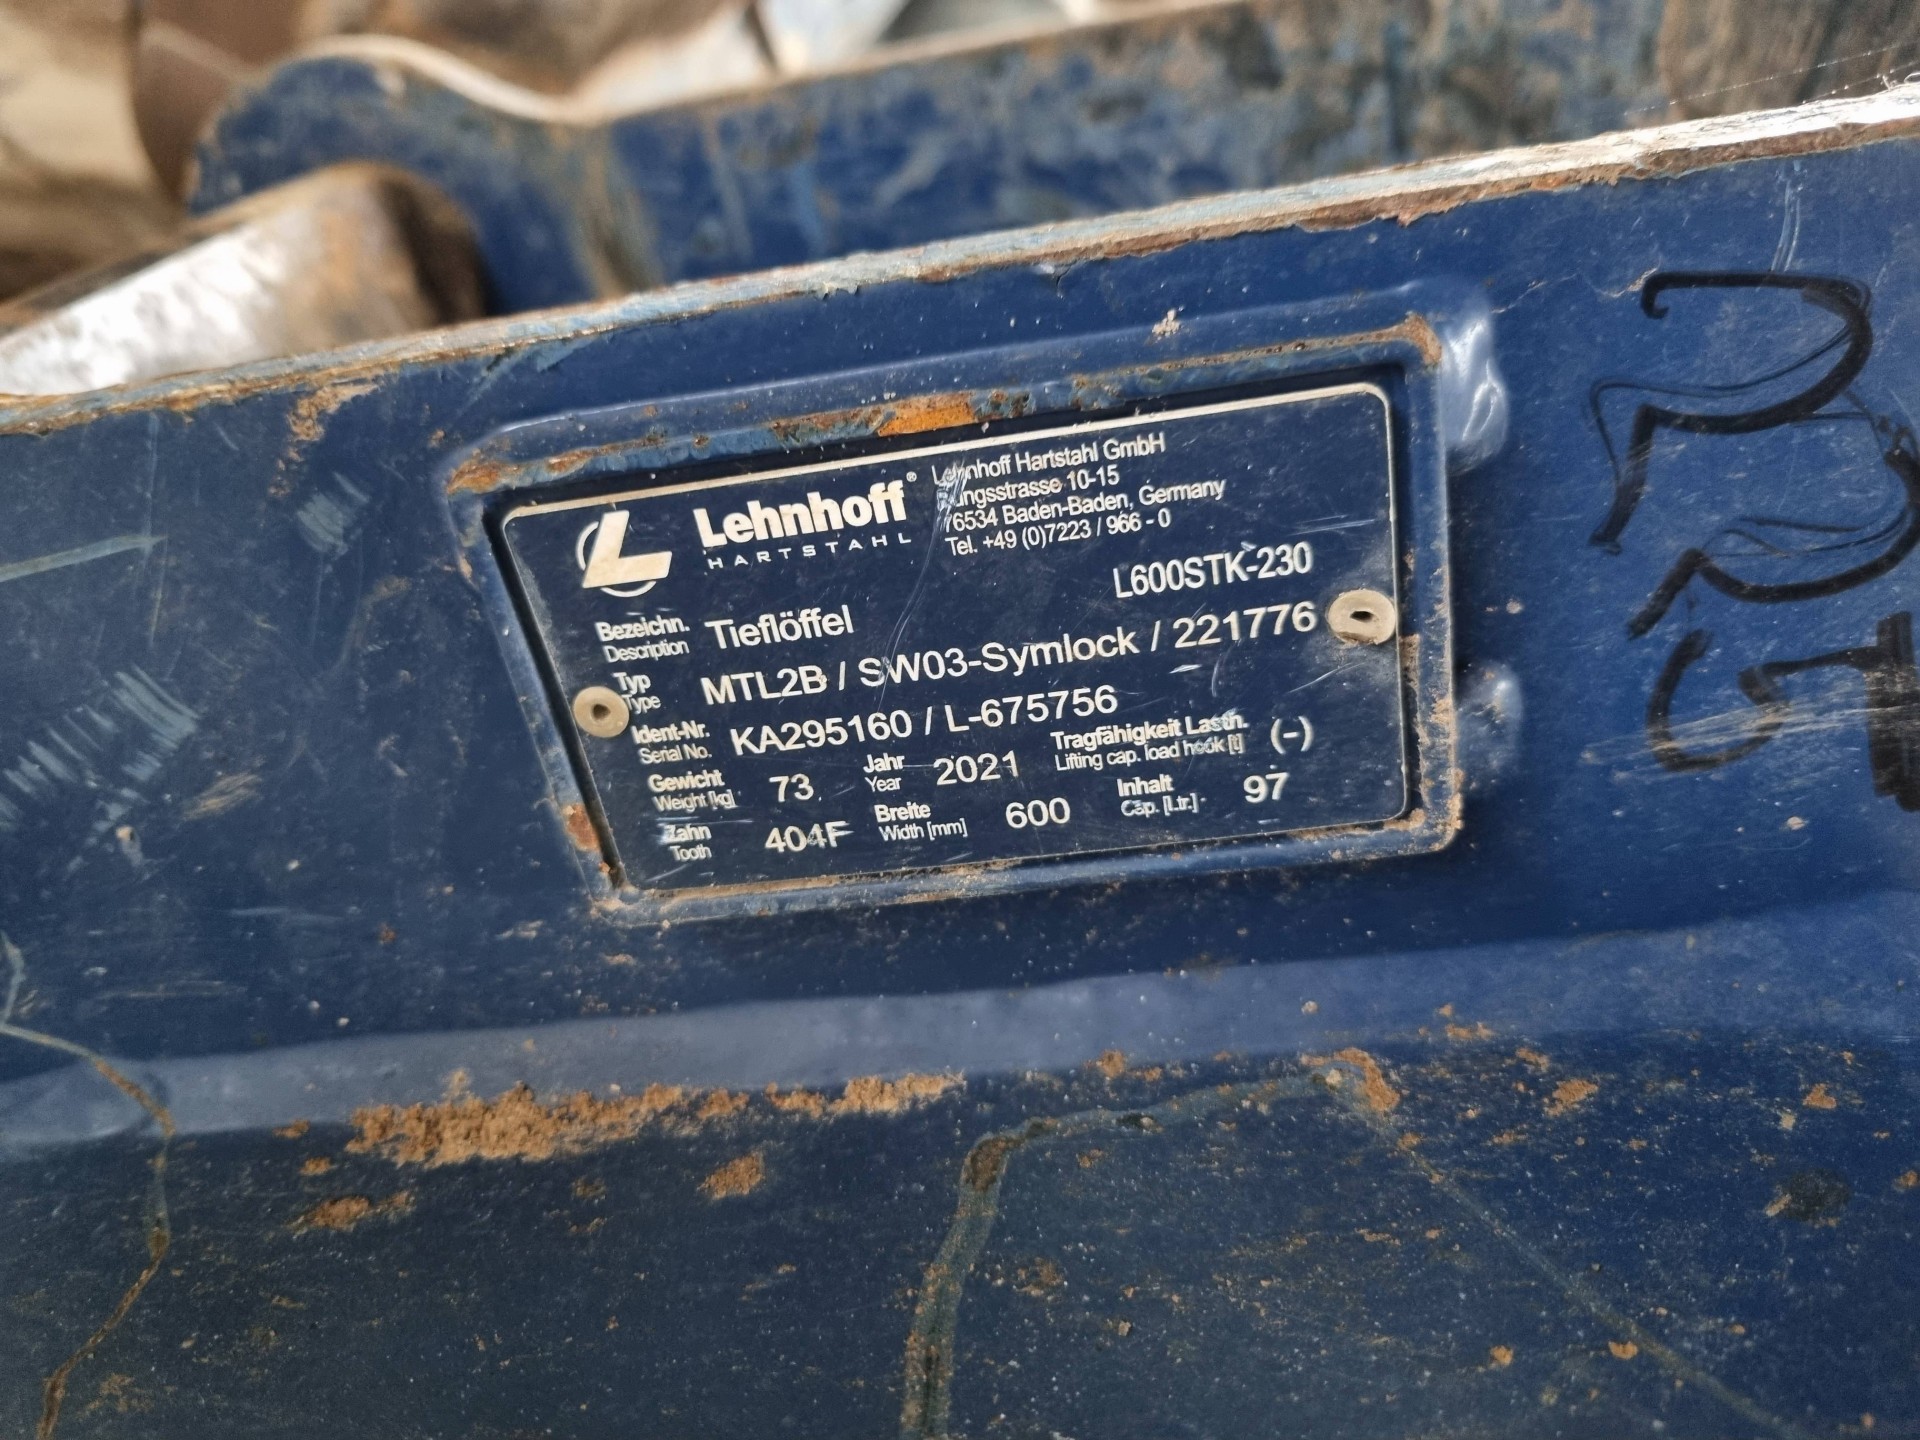 Lehnhoff®
HARTSTAHL
Lehnhoff Hartstahl GmbH
10-15
76534 Baden-Baden, Germany
Tel. +49 (0)7223 / 966 - 0
L600STK-230
Bezeichn.
Description
Tieflöffel
Typ
Type
MTL2B / SW03-Symlock / 221776
Ident-Nr.
Serial No.
KA295160 / L-675756
Gewicht
Weight [kg]
73
Jahr
Year
2021
Tragfähigkeit Lasth.
Lifting cap. load hook [t]
(-)
Zahn
Tooth
404F
Breite
Width [mm]
600
Inhalt
Cap. [Ltr.]
97